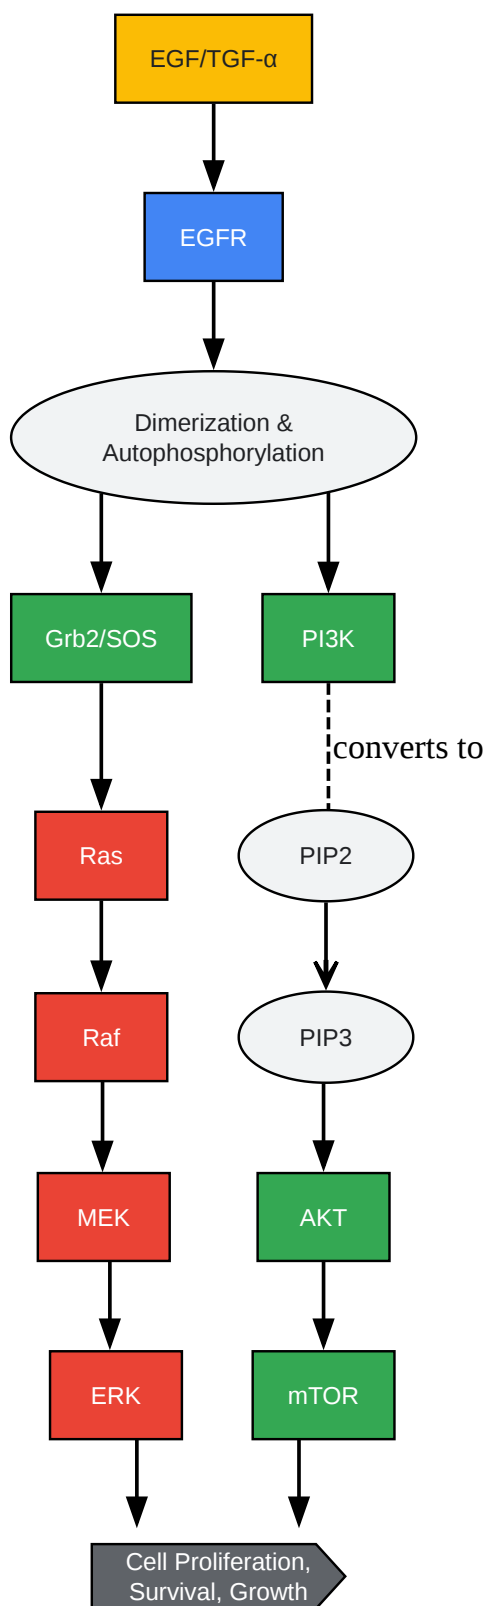 EGF/TGF-α
EGFR
Dimerization &
Autophosphorylation
Grb2/SOS
PI3K
converts to
Ras
PIP2
Raf
PIP3
MEK
AKT
ERK
mTOR
Cell Proliferation,
Survival, Growth